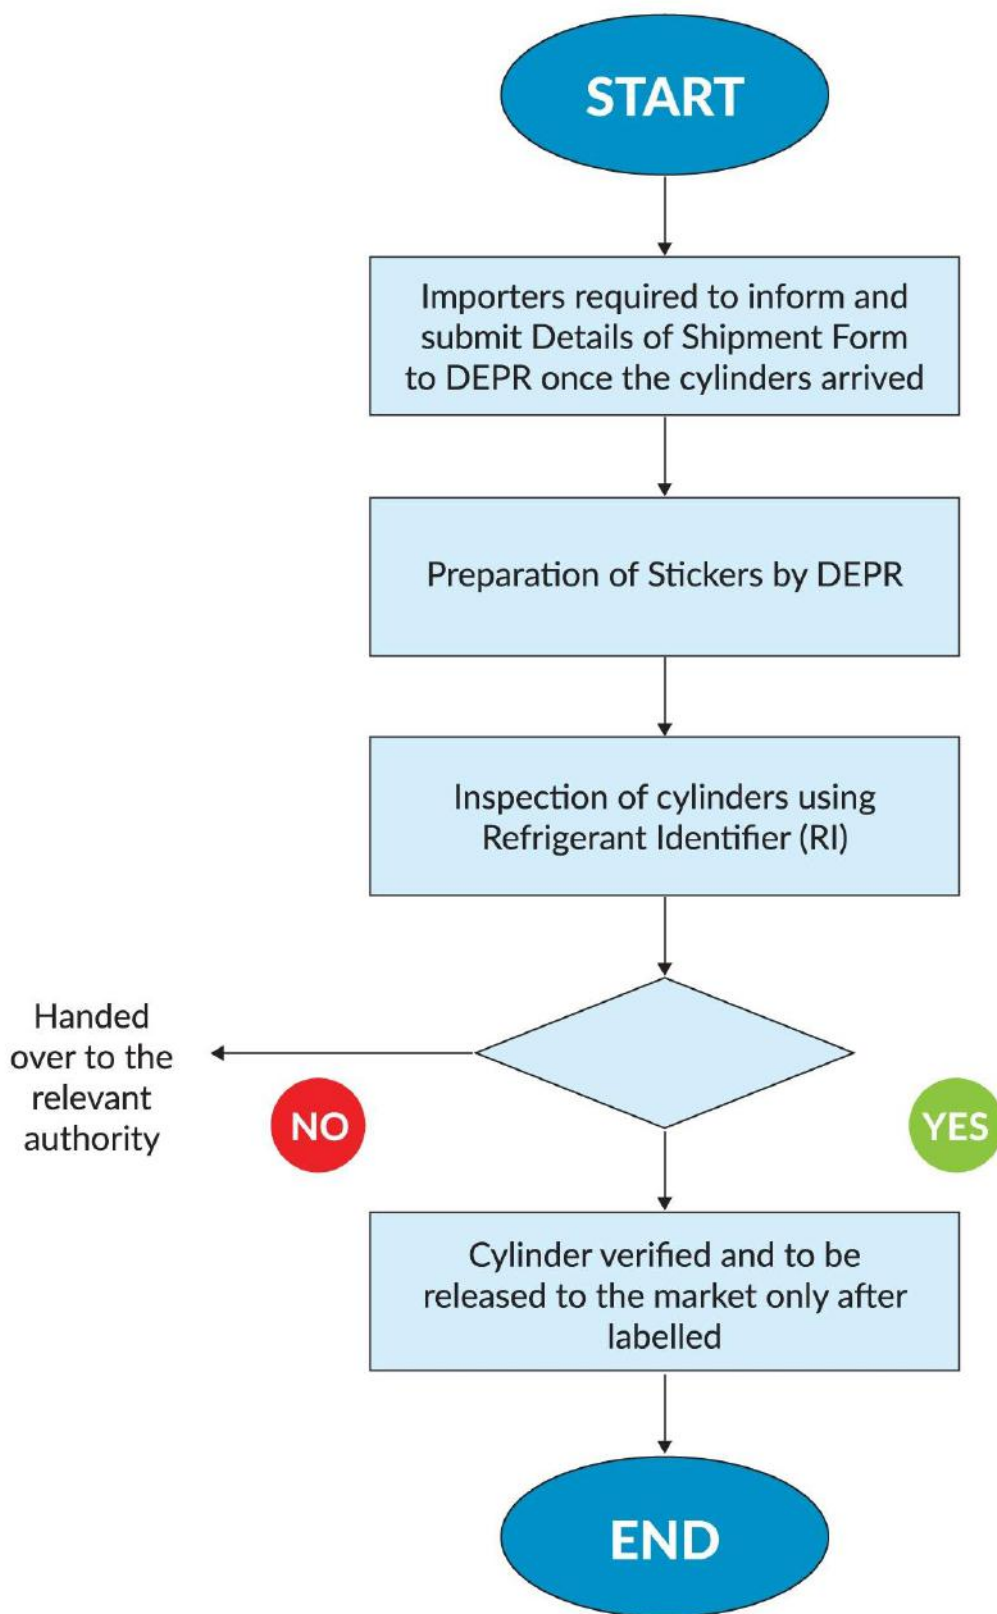 START
Importers required to inform and
submit Details of Shipment Form
to DEPR once the cylinders arrived
Preparation of Stickers by DEPR
Inspection of cylinders using
Refrigerant Identifier (RI)
Handed
over to the
relevant
authority
NO
YES
Cylinder verified and to be
released to the market only after
labelled
END